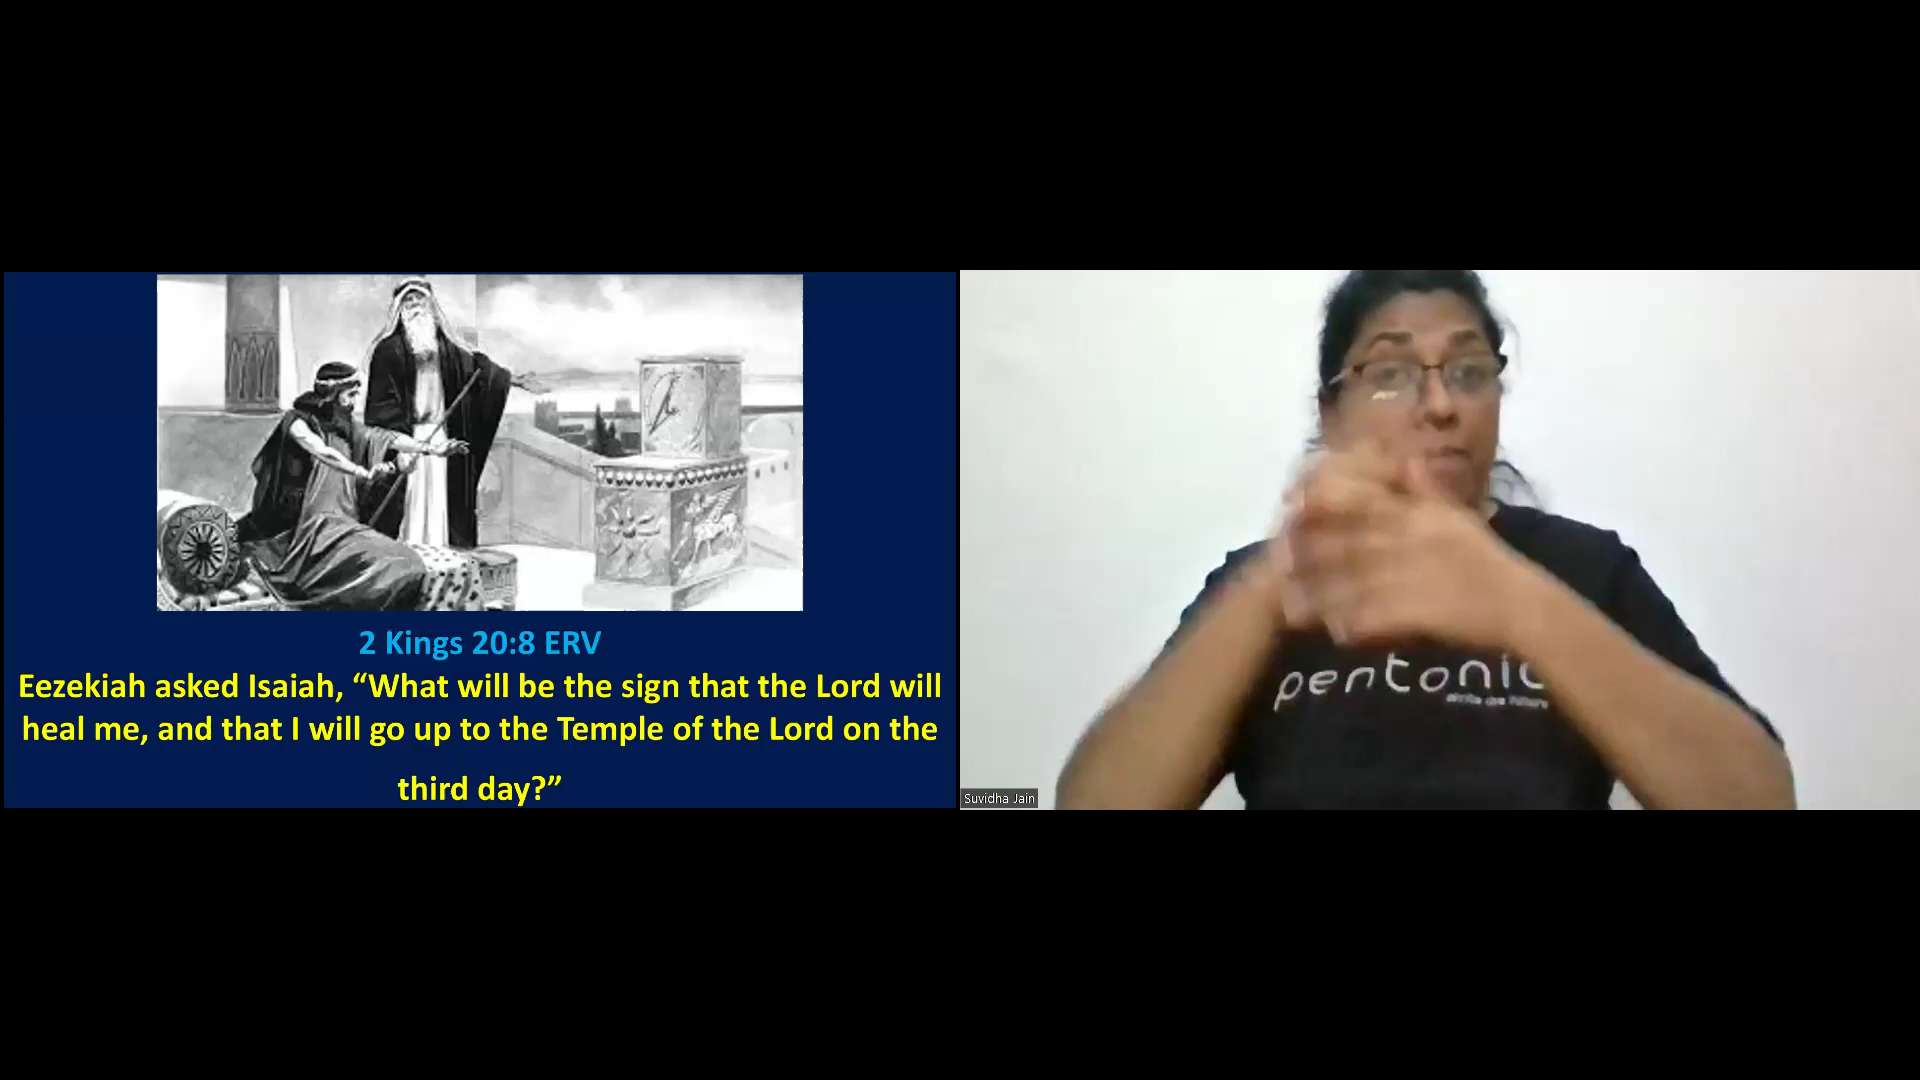 2 Kings 20:8 ERV
Eezekiah asked Isaiah, “What will be the sign that the Lord will
heal me, and that I will go up to the Temple of the Lord on the
third day?”
pentonic
Suvidha Jain